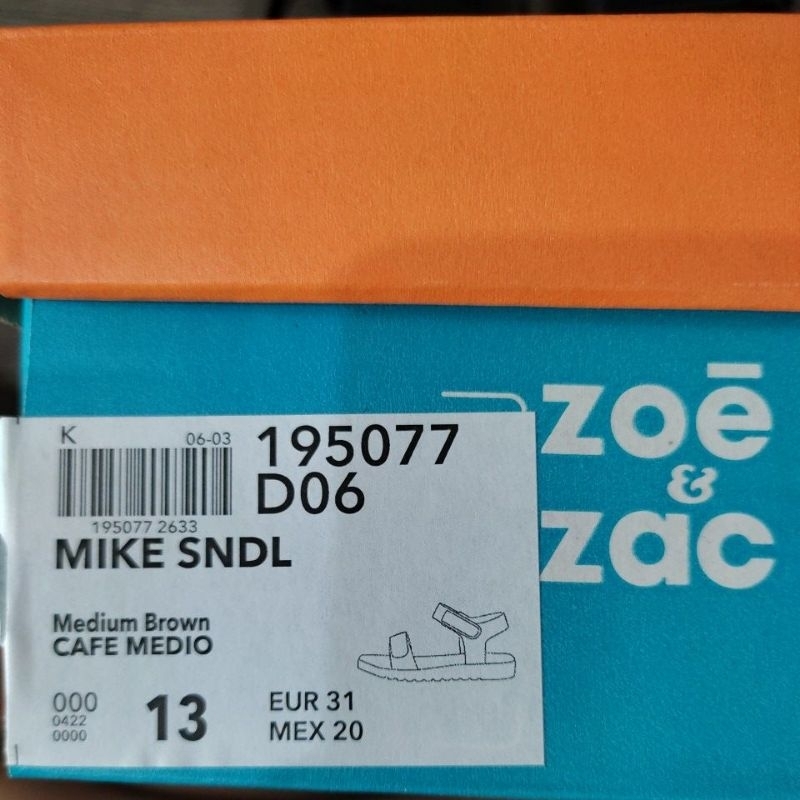 zoē
&
zac
K 06-03
195077 2633
195077
D06
MIKE SNDL
Medium Brown
CAFE MEDIO
000
0422
0000
13
EUR 31
MEX 20